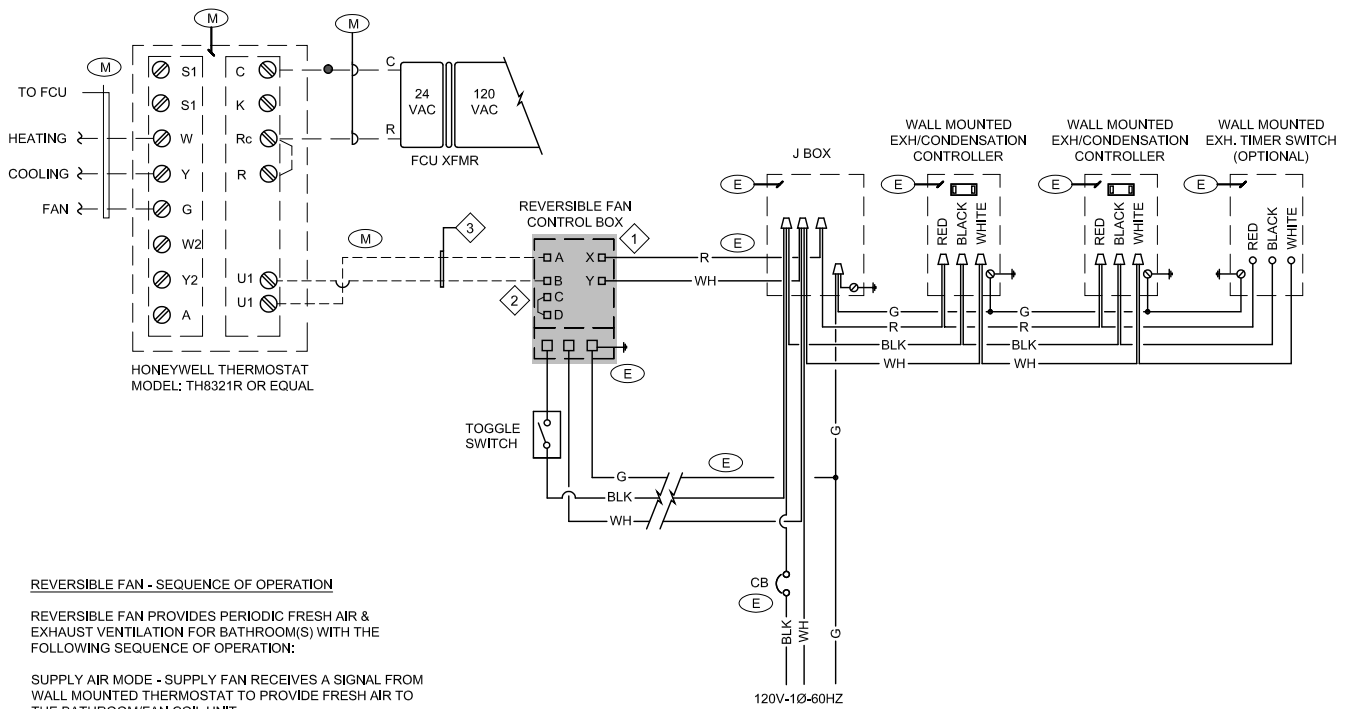 M
M
M
TO FCU
HEATING
COOLING
FAN
S1
S1
W
Y
G
W2
Y2
A
C
K
Rc
R
U1
U1
C
R
24
VAC
120
VAC
FCU XFMR
HONEYWELL THERMOSTAT
MODEL: TH8321R OR EQUAL
M
3
REVERSIBLE FAN
CONTROL BOX
1
2
A
B
C
D
X
Y
R
WH
E
E
TOGGLE
SWITCH
G
BLK
WH
E
J BOX
E
WALL MOUNTED
EXH/CONDENSATION
CONTROLLER
E
RED
BLACK
WHITE
WALL MOUNTED
EXH/CONDENSATION
CONTROLLER
E
RED
BLACK
WHITE
WALL MOUNTED
EXH. TIMER SWITCH
(OPTIONAL)
E
RED
BLACK
WHITE
G G
R R
BLK BLK
WH WH
G
CB
E
BLK
WH
G
120V-1Ø-60HZ
REVERSIBLE FAN - SEQUENCE OF OPERATION
REVERSIBLE FAN PROVIDES PERIODIC FRESH AIR &
EXHAUST VENTILATION FOR BATHROOM(S) WITH THE
FOLLOWING SEQUENCE OF OPERATION:
SUPPLY AIR MODE - SUPPLY FAN RECEIVES A SIGNAL FROM
WALL MOUNTED THERMOSTAT TO PROVIDE FRESH AIR TO
THE BATHROOM/FAN COIL UNIT